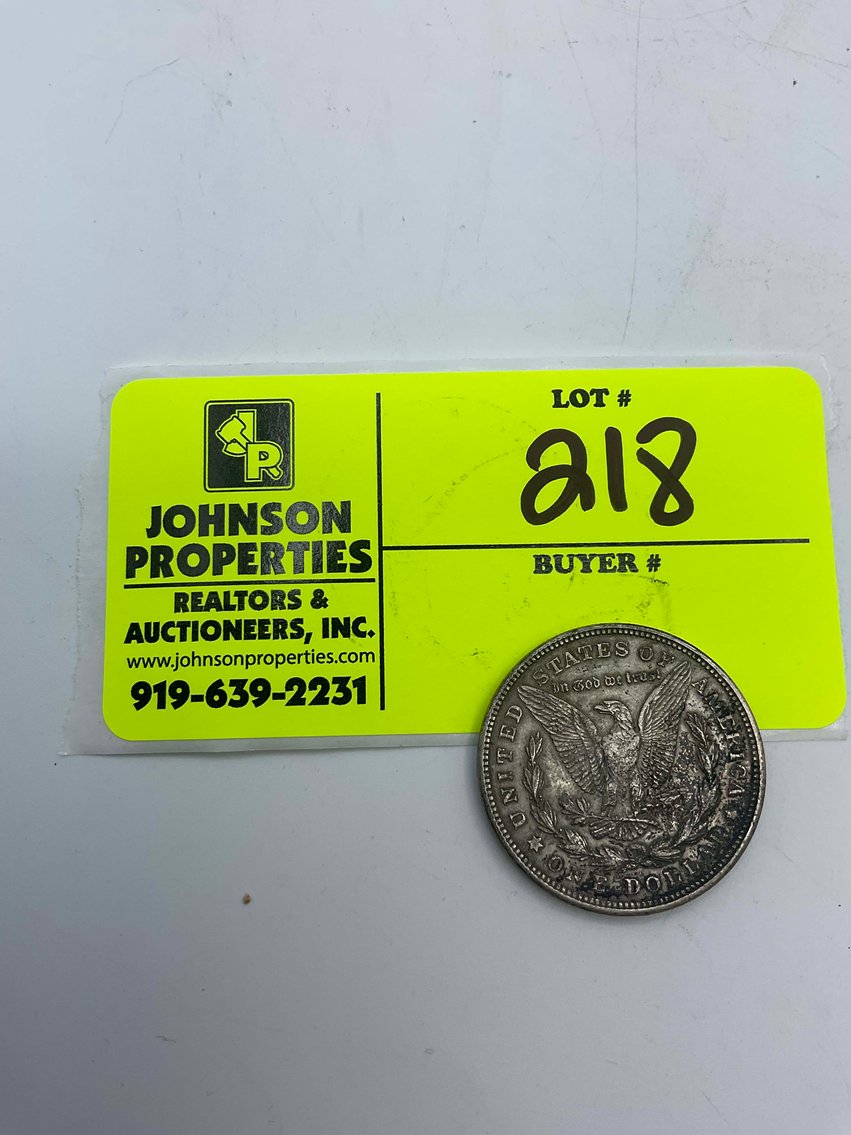 JR
JOHNSON
PROPERTIES
REALTORS &
AUCTIONEERS, INC.
www.johnsonproperties.com
919-639-2231
LOT #
218
BUYER #
UNITED STATES OF AMERICA
In God we trust
ONE DOLLAR